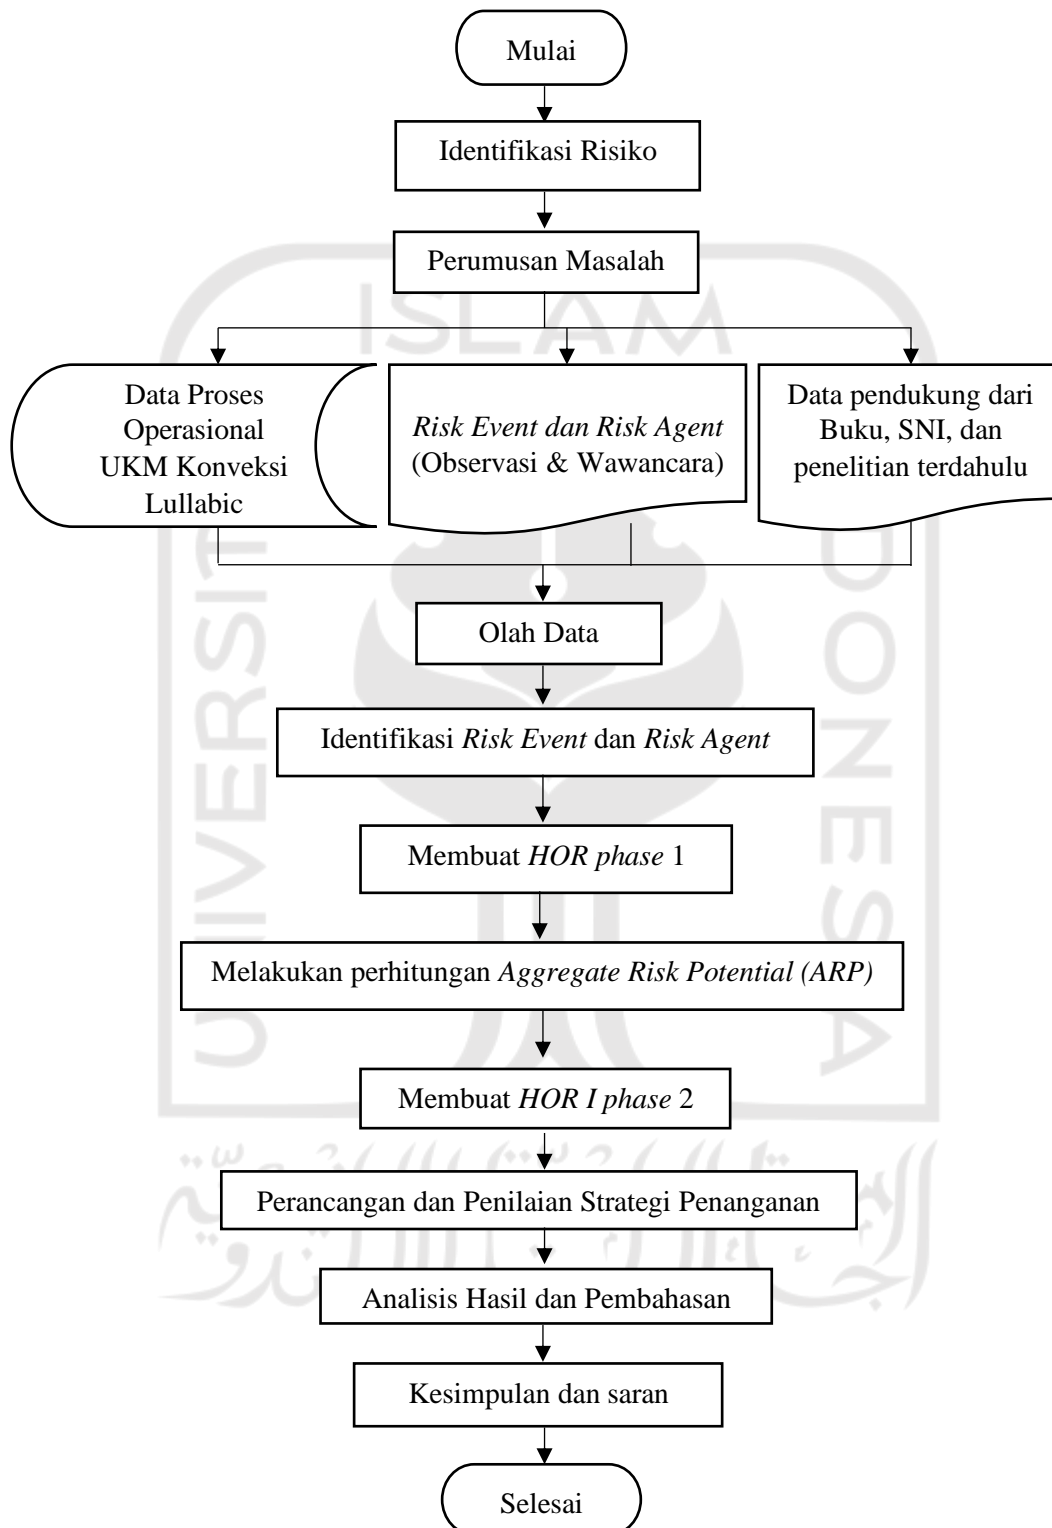 Mulai
Identifikasi Risiko
Perumusan Masalah
ISLAM
Data Proses
Operasional
UKM Konveksi
Lullabic
Risk Event dan Risk Agent
(Observasi & Wawancara)
Data pendukung dari
Buku, SNI, dan
penelitian terdahulu
Olah Data
Identifikasi Risk Event dan Risk Agent
Membuat HOR phase 1
Melakukan perhitungan Aggregate Risk Potential (ARP)
Membuat HOR I phase 2
Perancangan dan Penilaian Strategi Penanganan
Analisis Hasil dan Pembahasan
Kesimpulan dan saran
Selesai